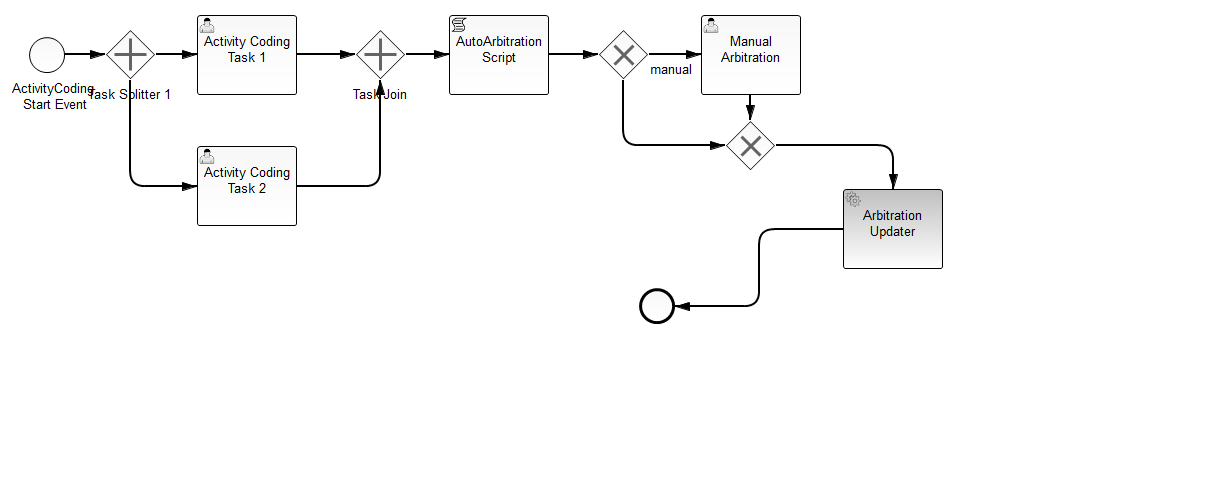 ActivityCoding
Start Event
Task Splitter 1
Activity Coding
Task 1
Task Join
Activity Coding
Task 2
AutoArbitration
Script
manual
Manual
Arbitration
Arbitration
Updater